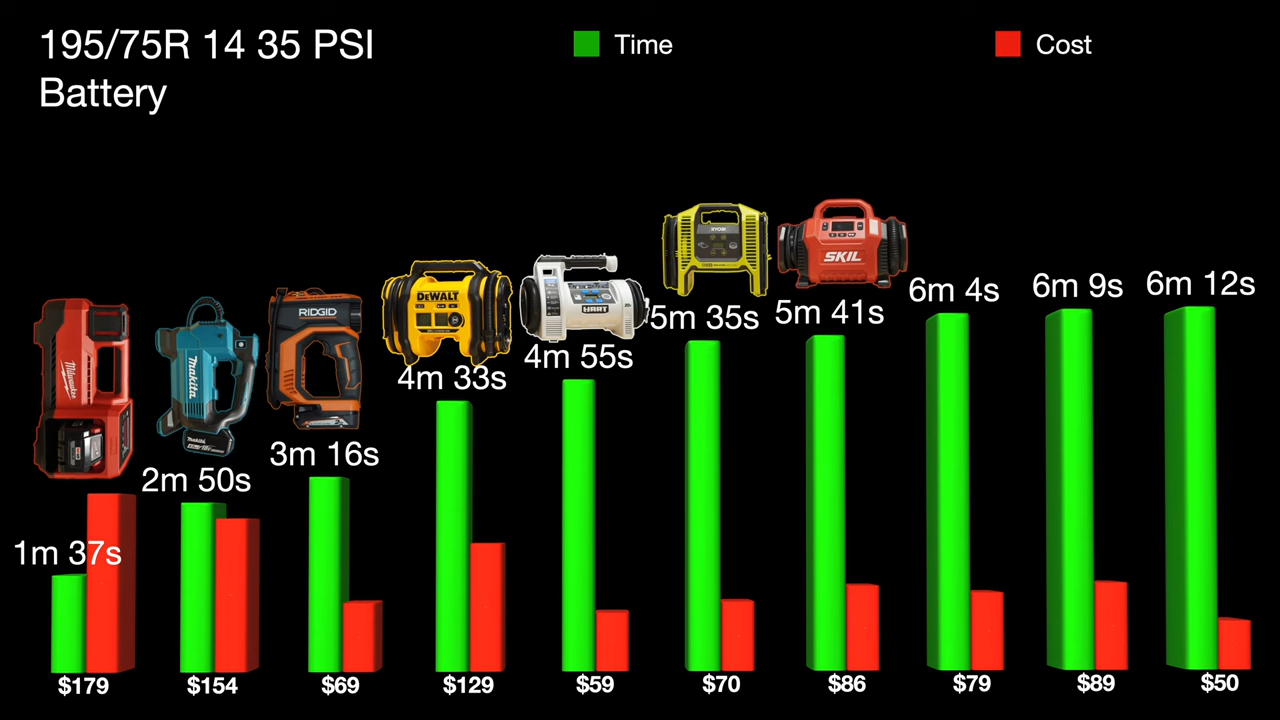 195/75R 14 35 PSI
Battery
Time
Cost
Milwaukee
makita
makita
RIDGID
DEWALT
HART
RYOBI
SKIL
1m 37s
2m 50s
3m 16s
4m 33s
4m 55s
5m 35s
5m 41s
6m 4s
6m 9s
6m 12s
$179
$154
$69
$129
$59
$70
$86
$79
$89
$50